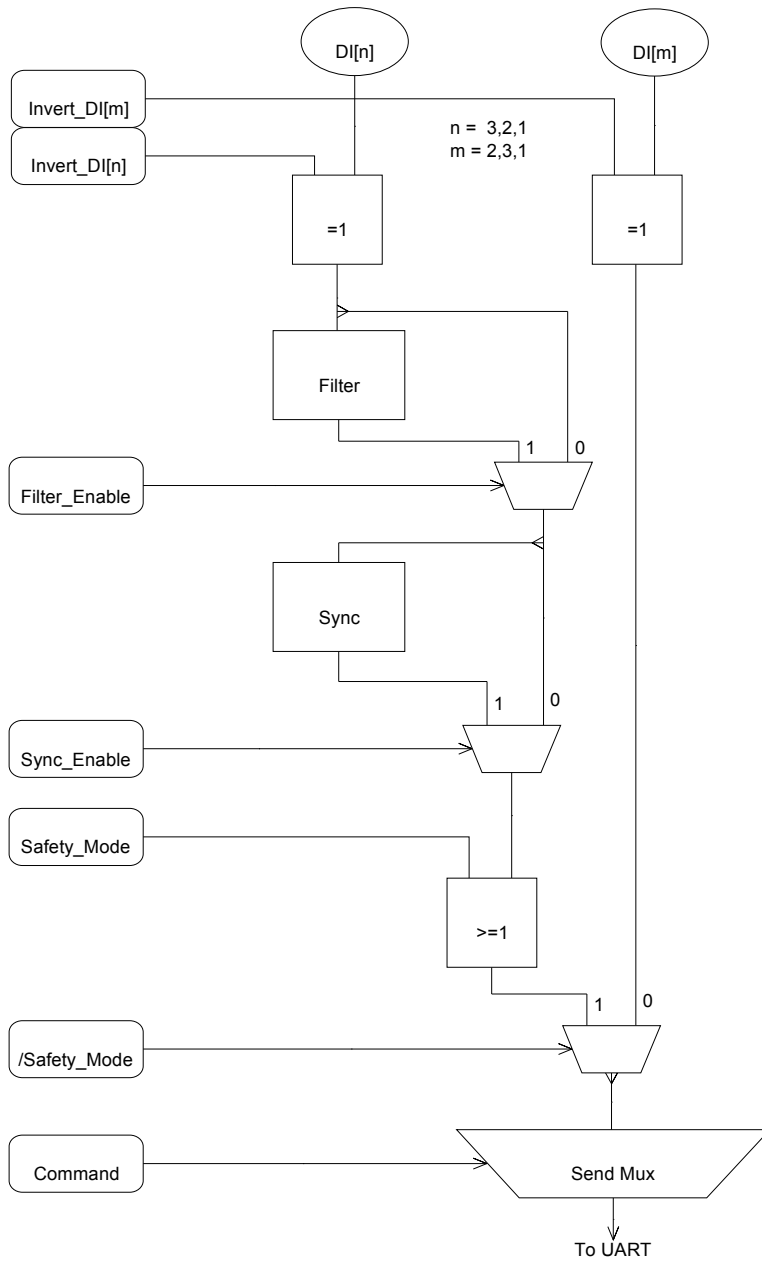 DI[n]
DI[m]
Invert_DI[m]
n = 3,2,1
m = 2,3,1
Invert_DI[n]
=1
=1
Filter
1
0
Filter_Enable
Sync
1
0
Sync_Enable
Safety_Mode
>=1
1
0
/Safety_Mode
Command
Send Mux
To UART